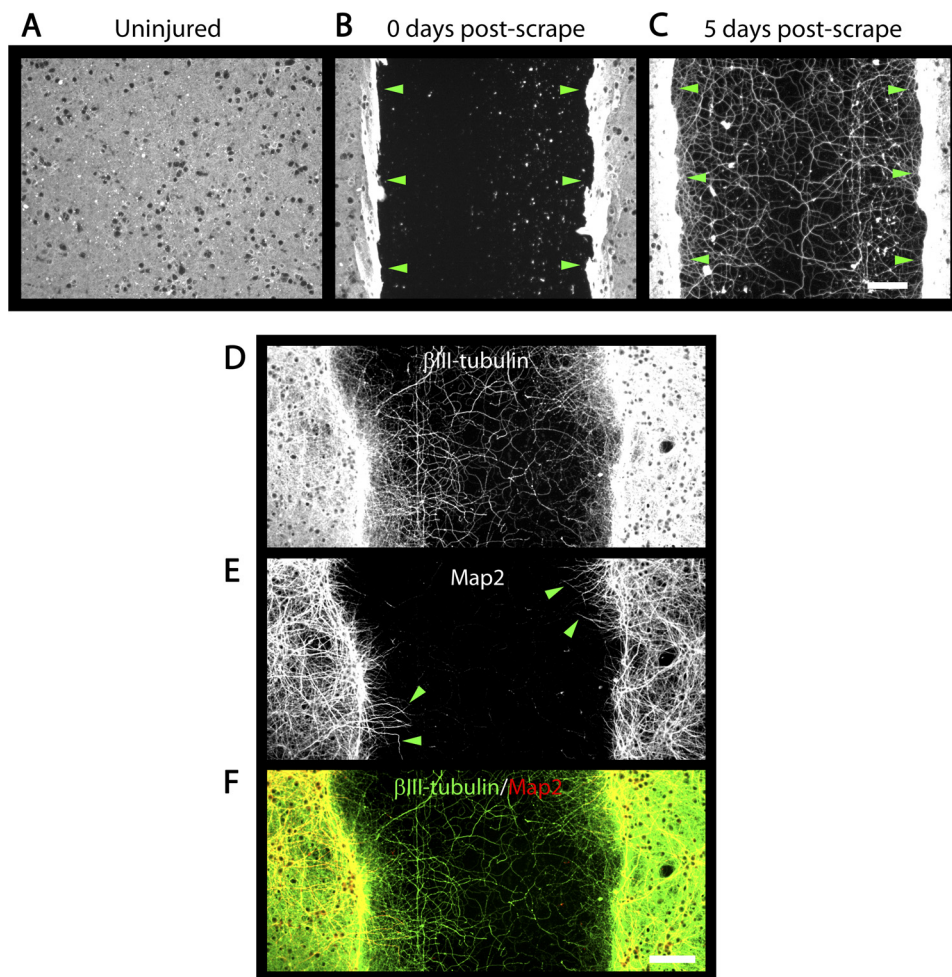 A Uninjured B 0 days post-scrape C 5 days post-scrape
D βIII-tubulin
E Map2
F βIII-tubulin/Map2